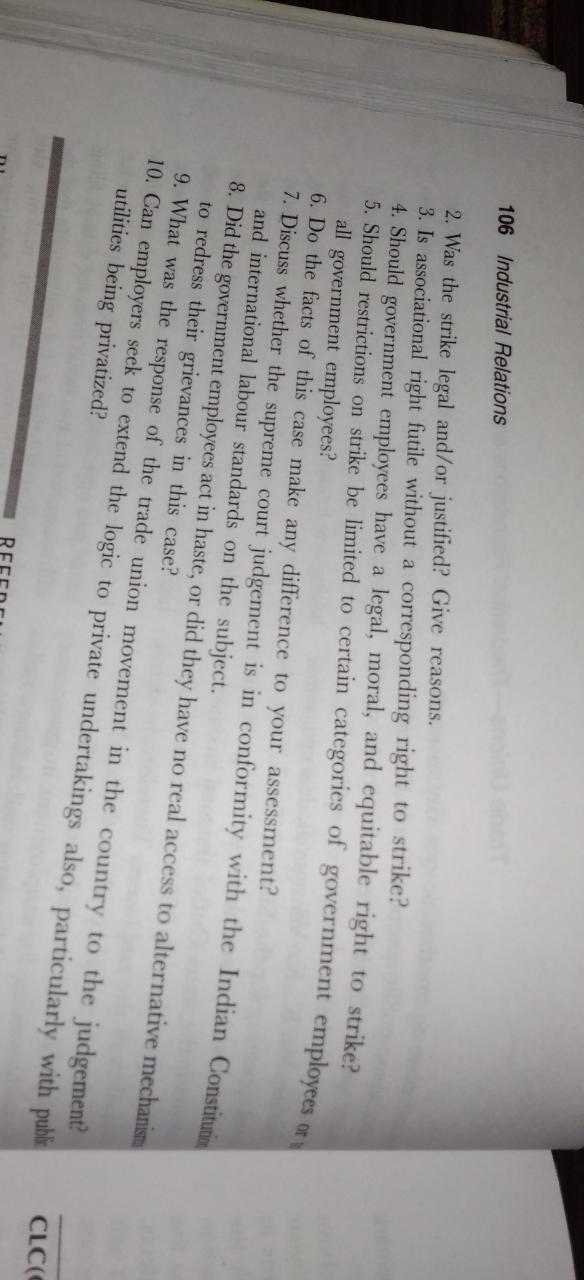 106 Industrial Relations
2. Was the strike legal and/or justified? Give reasons.
3. Is associational right futile without a corresponding right to strike?
4. Should government employees have a legal, moral, and equitable right to strike?
5. Should restrictions on strike be limited to certain categories of government employees or
all government employees?
6. Do the facts of this case make any difference to your assessment?
7. Discuss whether the supreme court judgement is in conformity with the Indian Constitution
and international labour standards on the subject.
8. Did the government employees act in haste, or did they have no real access to alternative mechanism
to redress their grievances in this case?
9. What was the response of the trade union movement in the country to the judgement?
10. Can employers seek to extend the logic to private undertakings also, particularly with public
utilities being privatized?
CLC(